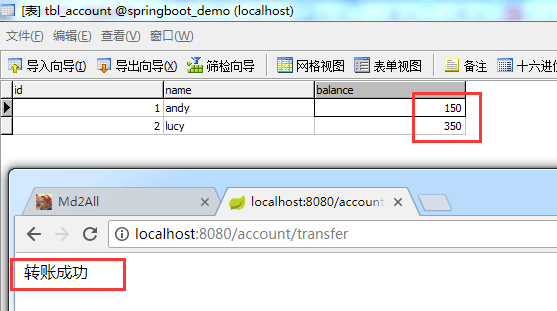 [表] tbl_account @springboot_demo (localhost)
文件(F) 编辑(E) 查看(V) 窗口(W)
导入向导(I) 导出向导(X) 筛检向导 网格视图 表单视图 备注 十六进
id name balance
1 andy 150
2 lucy 350
Md2All localhost:8080/account
localhost:8080/account/transfer
转账成功